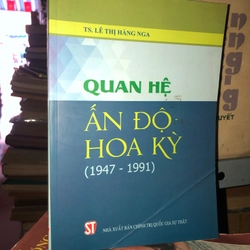 TS. LÊ THỊ HẰNG NGA
QUAN HỆ
ẤN ĐỘ
HOA KỲ
(1947 - 1991)
NHÀ XUẤT BẢN CHÍNH TRỊ QUỐC GIA SỰ THẬT